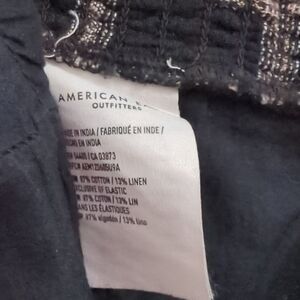 AMERICAN
OUTFITTERS
IN INDIA / FABRIQUÉ EN INDE /
EN INDIA
/CA 03873
87% COTTON / 13% LINEN
EXCLUSIVE OF ELASTIC
87% COTON / 13% LIN
SANS LES ÉLASTIQUES
87% algodón / 13% lino